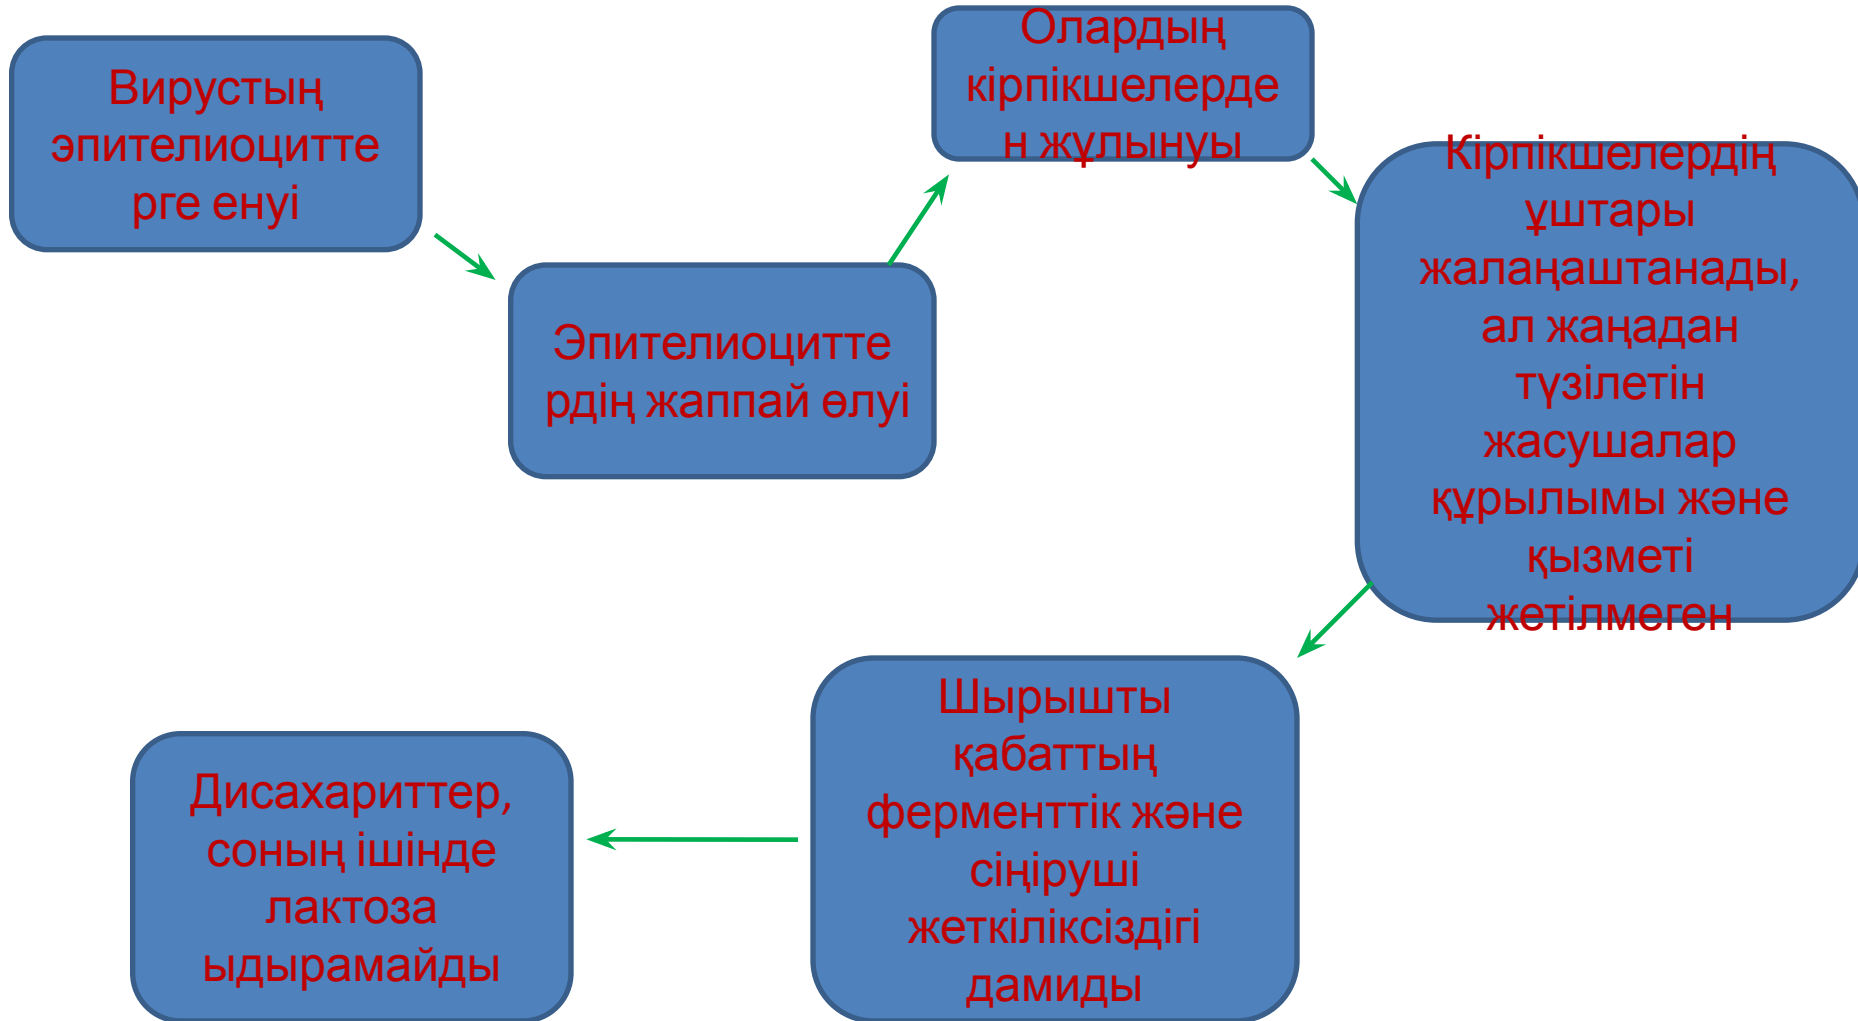 Вирустың
эпителиоцитте
рге енуі
Эпителиоцитте
рдің жаппай өлуі
Олардың
кірпікшелерде
н жұлынуы
Кірпікшелердің
ұштары
жалаңаштанады,
ал жаңадан
түзілетін
жасушалар
құрылымы және
қызметі
жетілмеген
Шырышты
қабаттың
ферменттік және
сіңіруші
жеткіліксіздігі
дамиды
Дисахариттер,
соның ішінде
лактоза
ыдырамайды